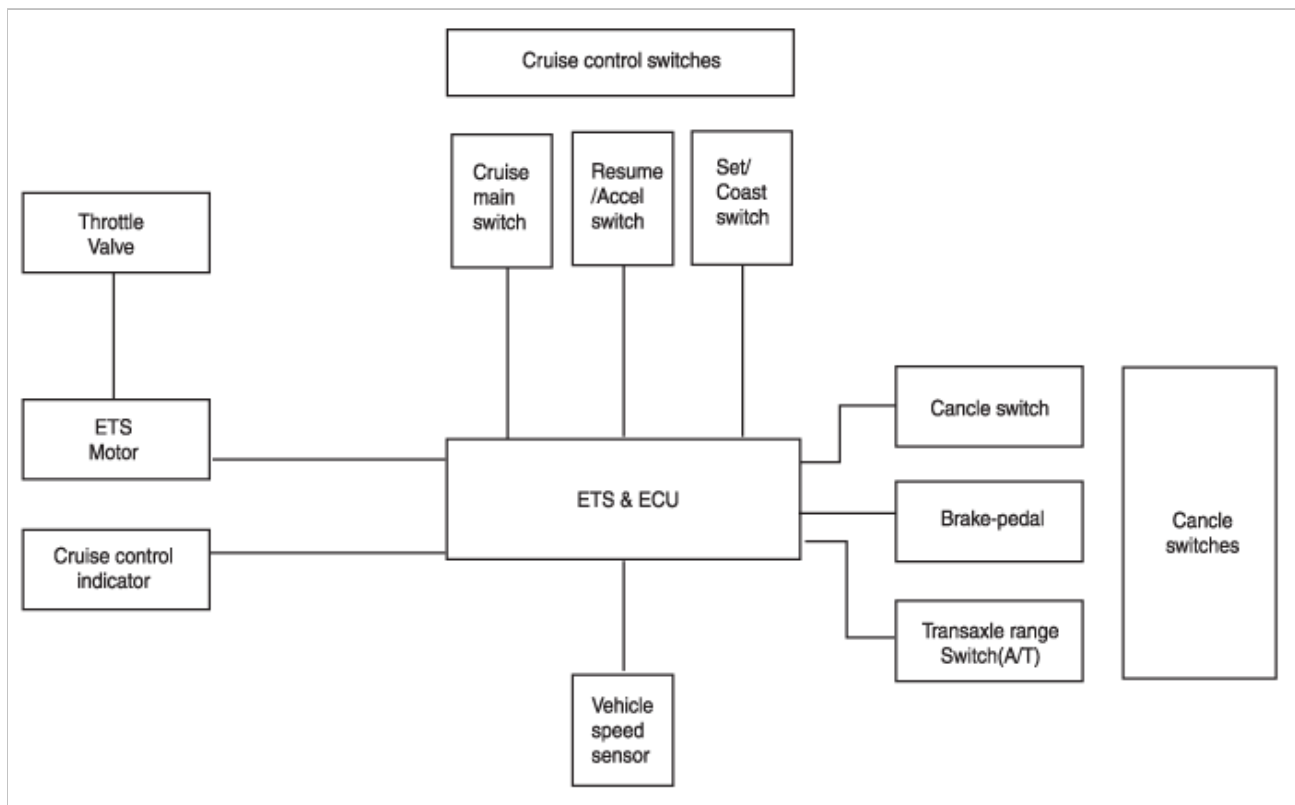 Cruise control switches
Cruise
main
switch
Resume
/Accel
switch
Set/
Coast
switch
Throttle
Valve
ETS
Motor
Cruise control
indicator
ETS & ECU
Vehicle
speed
sensor
Cancle switch
Brake-pedal
Transaxle range
Switch(A/T)
Cancle
switches